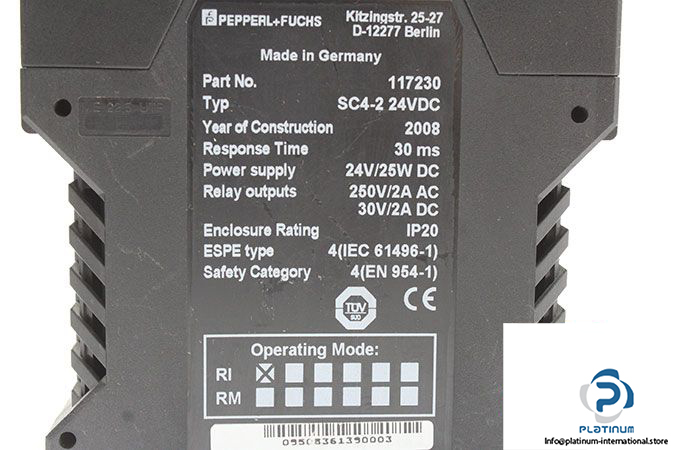 PEPPERL+FUCHS
Kitzingstr. 25-27
D-12277 Berlin
Made in Germany
Part No. 117230
Typ SC4-2 24VDC
Year of Construction 2008
Response Time 30 ms
Power supply 24V/25W DC
Relay outputs 250V/2A AC
30V/2A DC
Enclosure Rating IP20
ESPE type 4(IEC 61496-1)
Safety Category 4(EN 954-1)
TÜV
CE
Operating Mode:
RI
RM
09508361390003
PLATINUM
info@platinum-international.store